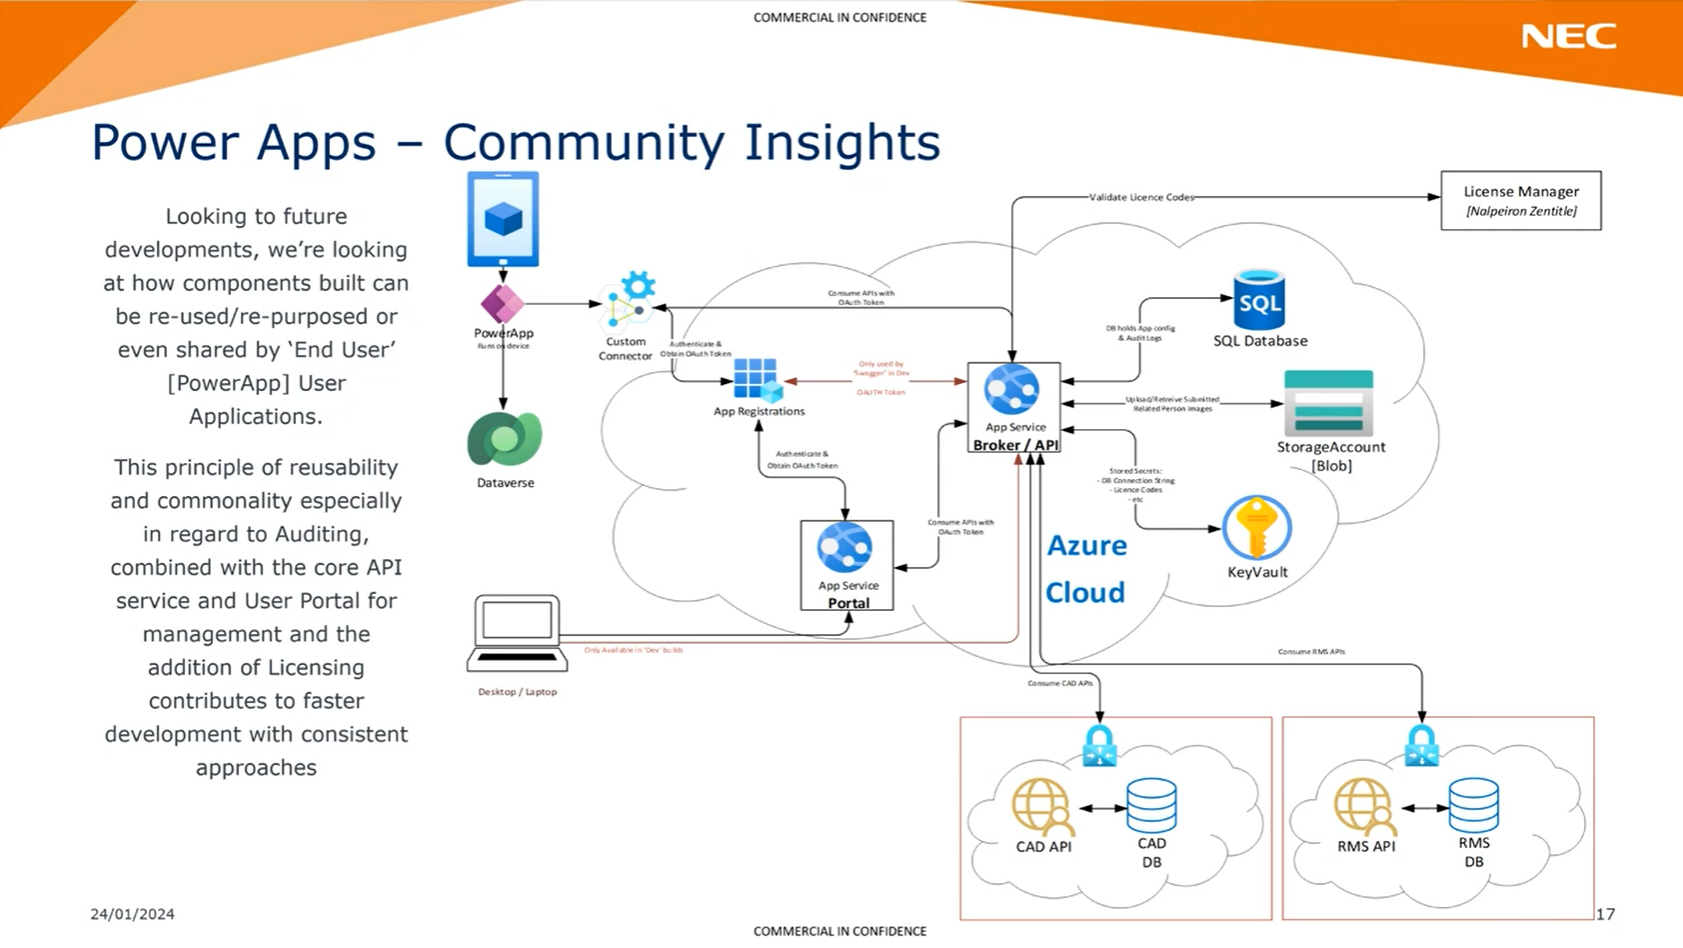 COMMERCIAL IN CONFIDENCE
NEC
Power Apps – Community Insights
Looking to future
developments, we’re looking
at how components built can
be re-used/re-purposed or
even shared by ‘End User’
[PowerApp] User
Applications.
This principle of reusability
and commonality especially
in regard to Auditing,
combined with the core API
service and User Portal for
management and the
addition of Licensing
contributes to faster
development with consistent
approaches
PowerApp
Runs on device
Dataverse
Custom
Connector
Authenticate &
Obtain OAuth Token
Consume APIs with
OAuth Token
Validate Licence Codes
License Manager
[Nalpeiron Zentitle]
App Registrations
Only used by
'Swagger' in Dev
OAUTH Token
App Service
Broker / API
DB holds App config
& Audit Logs
SQL
SQL Database
Upload/Retreive Submitted
Related Person Images
StorageAccount
[Blob]
Stored Secrets:
- DB Connection String
- Licence Codes
- etc
KeyVault
Authenticate &
Obtain OAuth Token
Consume APIs with
OAuth Token
App Service
Portal
Azure
Cloud
Desktop / Laptop
Only Available in 'Dev' builds
Consume CAD APIs
Consume RMS APIs
CAD API
CAD
DB
RMS API
RMS
DB
24/01/2024
COMMERCIAL IN CONFIDENCE
17